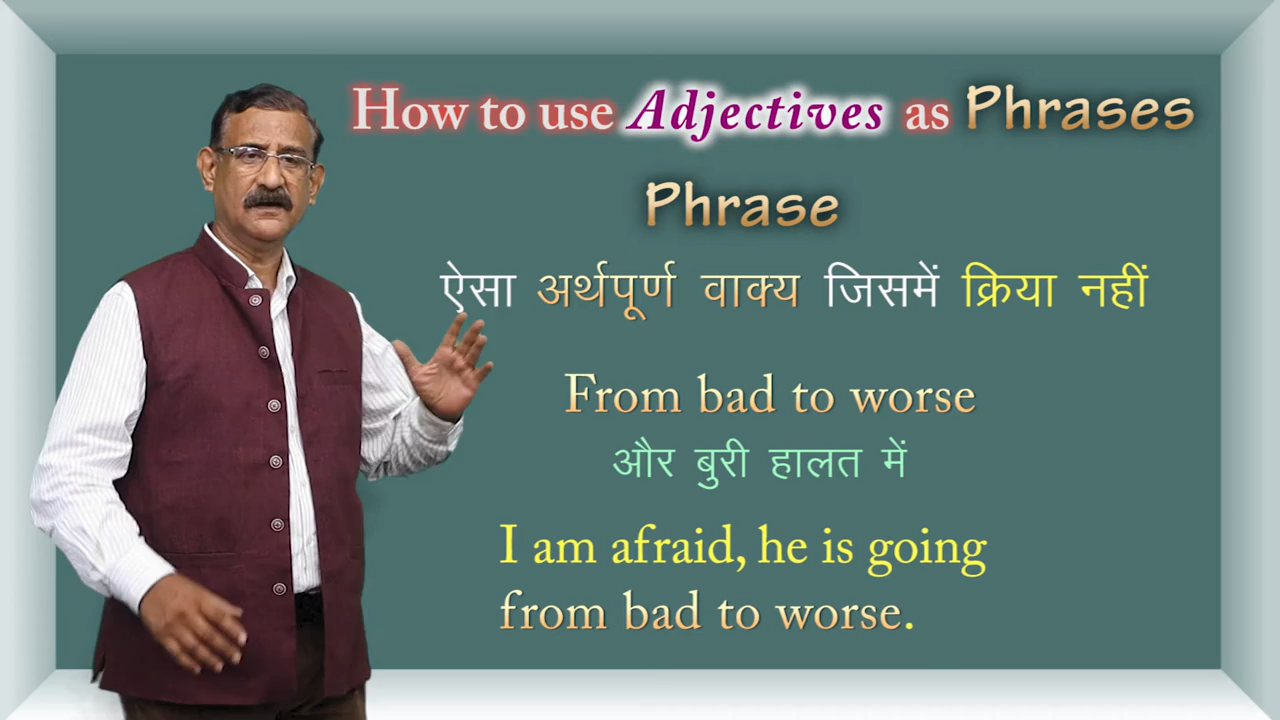 How to use Adjectives as Phrases
Phrase
ऐसा अर्थपूर्ण वाक्य जिसमें क्रिया नहीं
From bad to worse
और बुरी हालत में
I am afraid, he is going
from bad to worse.